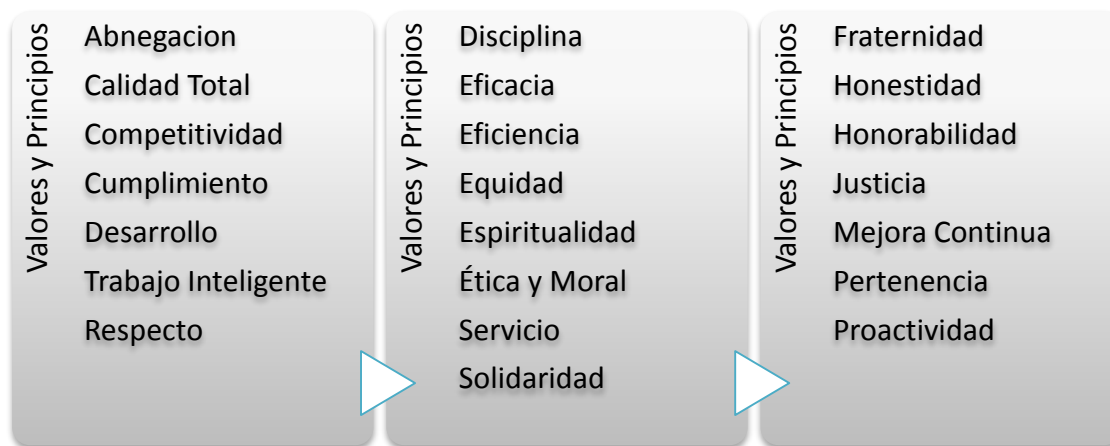 Valores y Principios
Abnegacion
Calidad Total
Competitividad
Cumplimiento
Desarrollo
Trabajo Inteligente
Respecto
Valores y Principios
Disciplina
Eficacia
Eficiencia
Equidad
Espiritualidad
Ética y Moral
Servicio
Solidaridad
Valores y Principios
Fraternidad
Honestidad
Honorabilidad
Justicia
Mejora Continua
Pertenencia
Proactividad